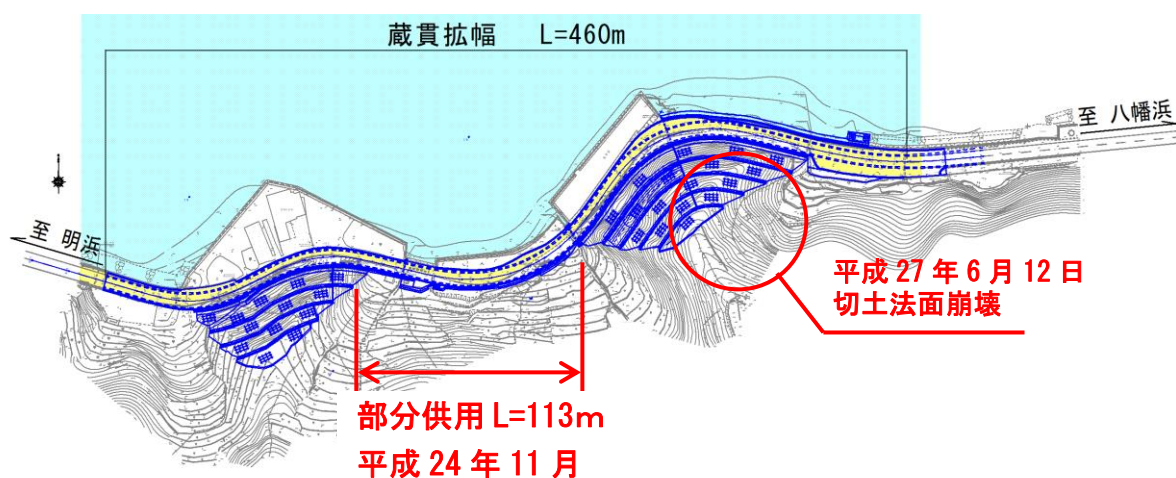 蔵貫拡幅 L=460m
至 八幡浜
至 明浜
平成 27 年 6 月 12 日
切土法面崩壊
部分供用 L=113m
平成 24 年 11 月